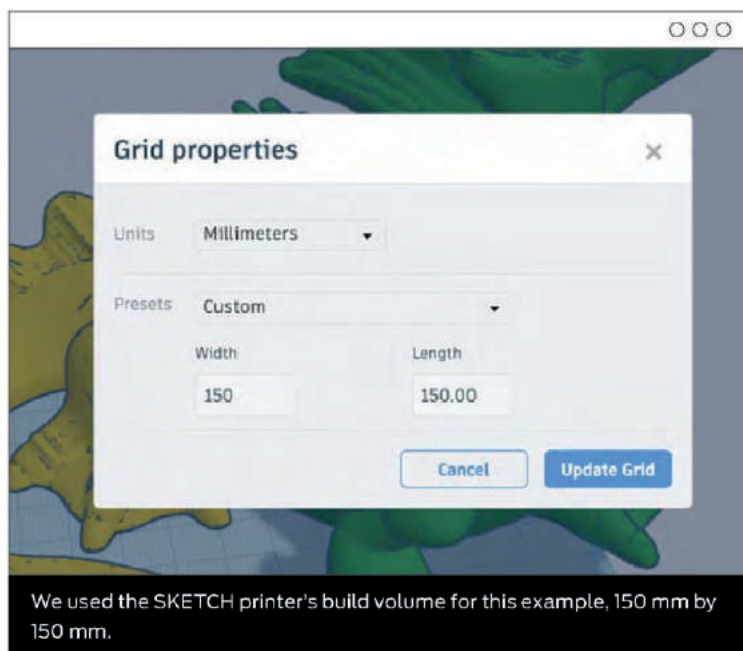 Grid properties
Units
Millimeters
Presets
Custom
Width
Length
150
150.00
Cancel
Update Grid
We used the SKETCH printer's build volume for this example, 150 mm by
150 mm.